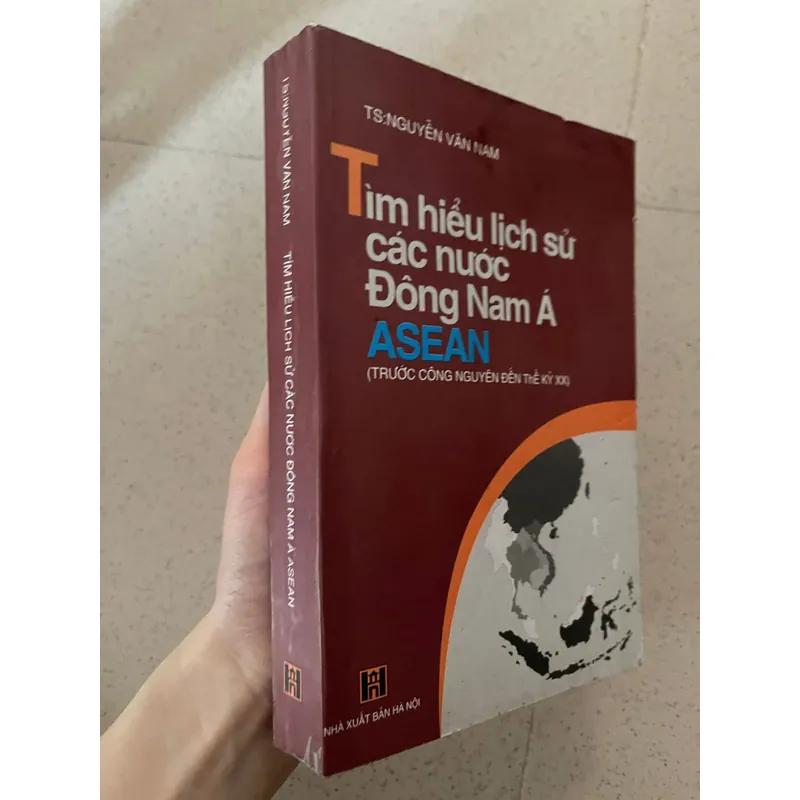 TS:NGUYỄN VĂN NAM
Tìm hiểu lịch sử
các nước
Đông Nam Á
ASEAN
(TRƯỚC CÔNG NGUYÊN ĐẾN THẾ KỶ XX)
NHÀ XUẤT BẢN HÀ NỘI
TS:NGUYỄN VĂN NAM
TÌM HIỂU LỊCH SỬ CÁC NƯỚC ĐÔNG NAM Á ASEAN